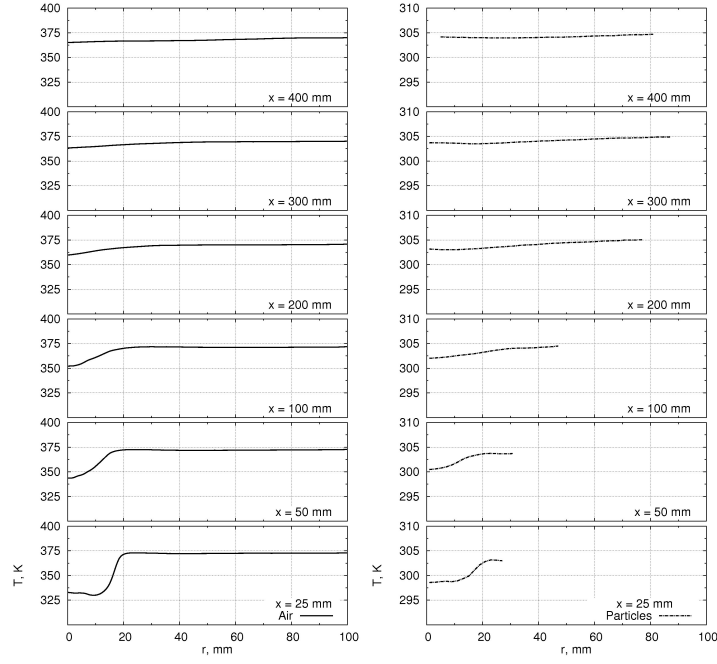 400 310
375 305
350 300
325 295
x = 400 mm x = 400 mm
400 310
375 305
350 300
325 295
x = 300 mm x = 300 mm
400 310
375 305
350 300
325 295
x = 200 mm x = 200 mm
400 310
375 305
350 300
325 295
x = 100 mm x = 100 mm
400 310
375 305
350 300
325 295
x = 50 mm x = 50 mm
400 310
375 305
350 300
T, K T, K
325 295
x = 25 mm x = 25 mm
Air Particles
0 20 40 60 80 100 0 20 40 60 80 100
r, mm r, mm